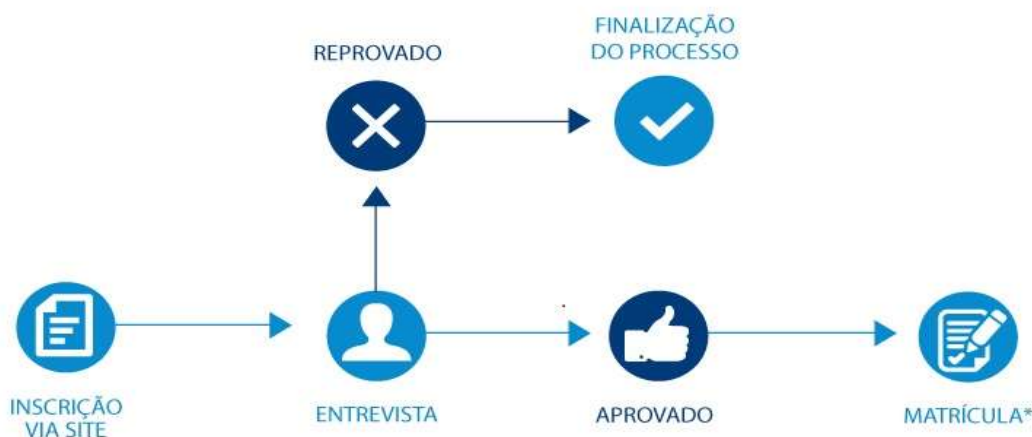 REPROVADO
FINALIZAÇÃO
DO PROCESSO
INSCRIÇÃO
VIA SITE
ENTREVISTA
APROVADO
MATRÍCULA*